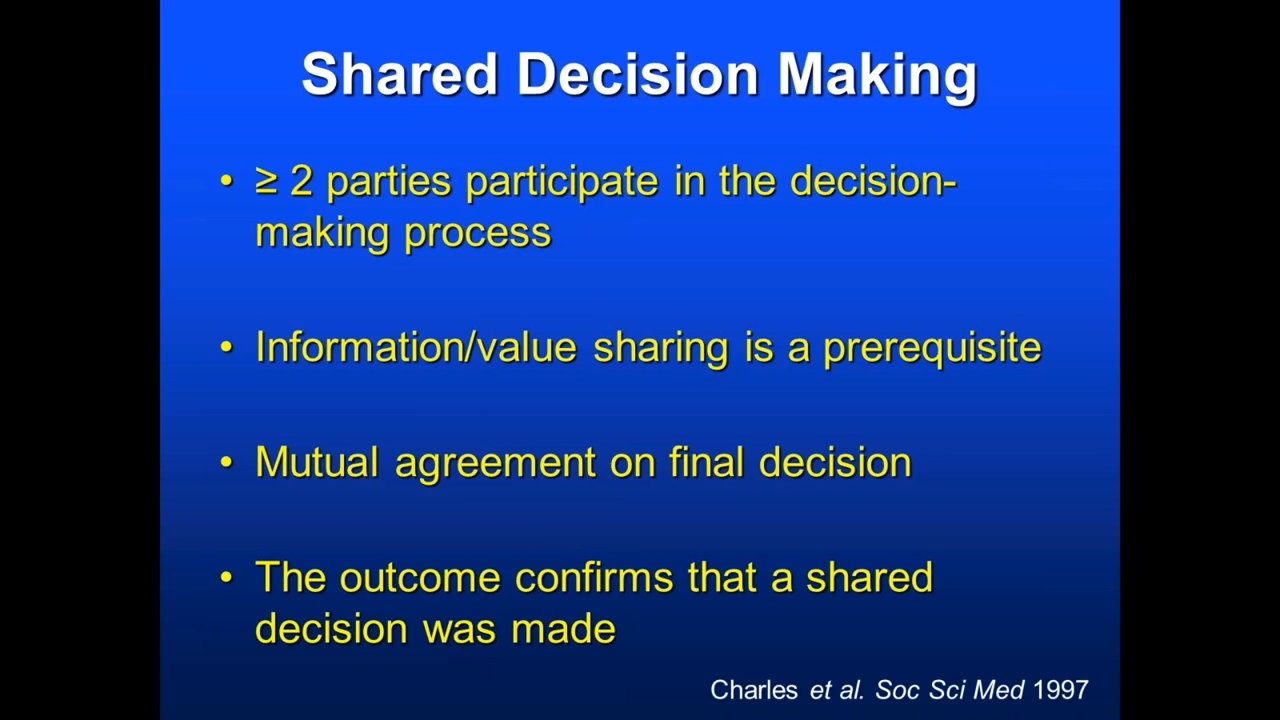 Shared Decision Making
• ≥ 2 parties participate in the decision-
making process
• Information/value sharing is a prerequisite
• Mutual agreement on final decision
• The outcome confirms that a shared
decision was made
Charles et al. Soc Sci Med 1997